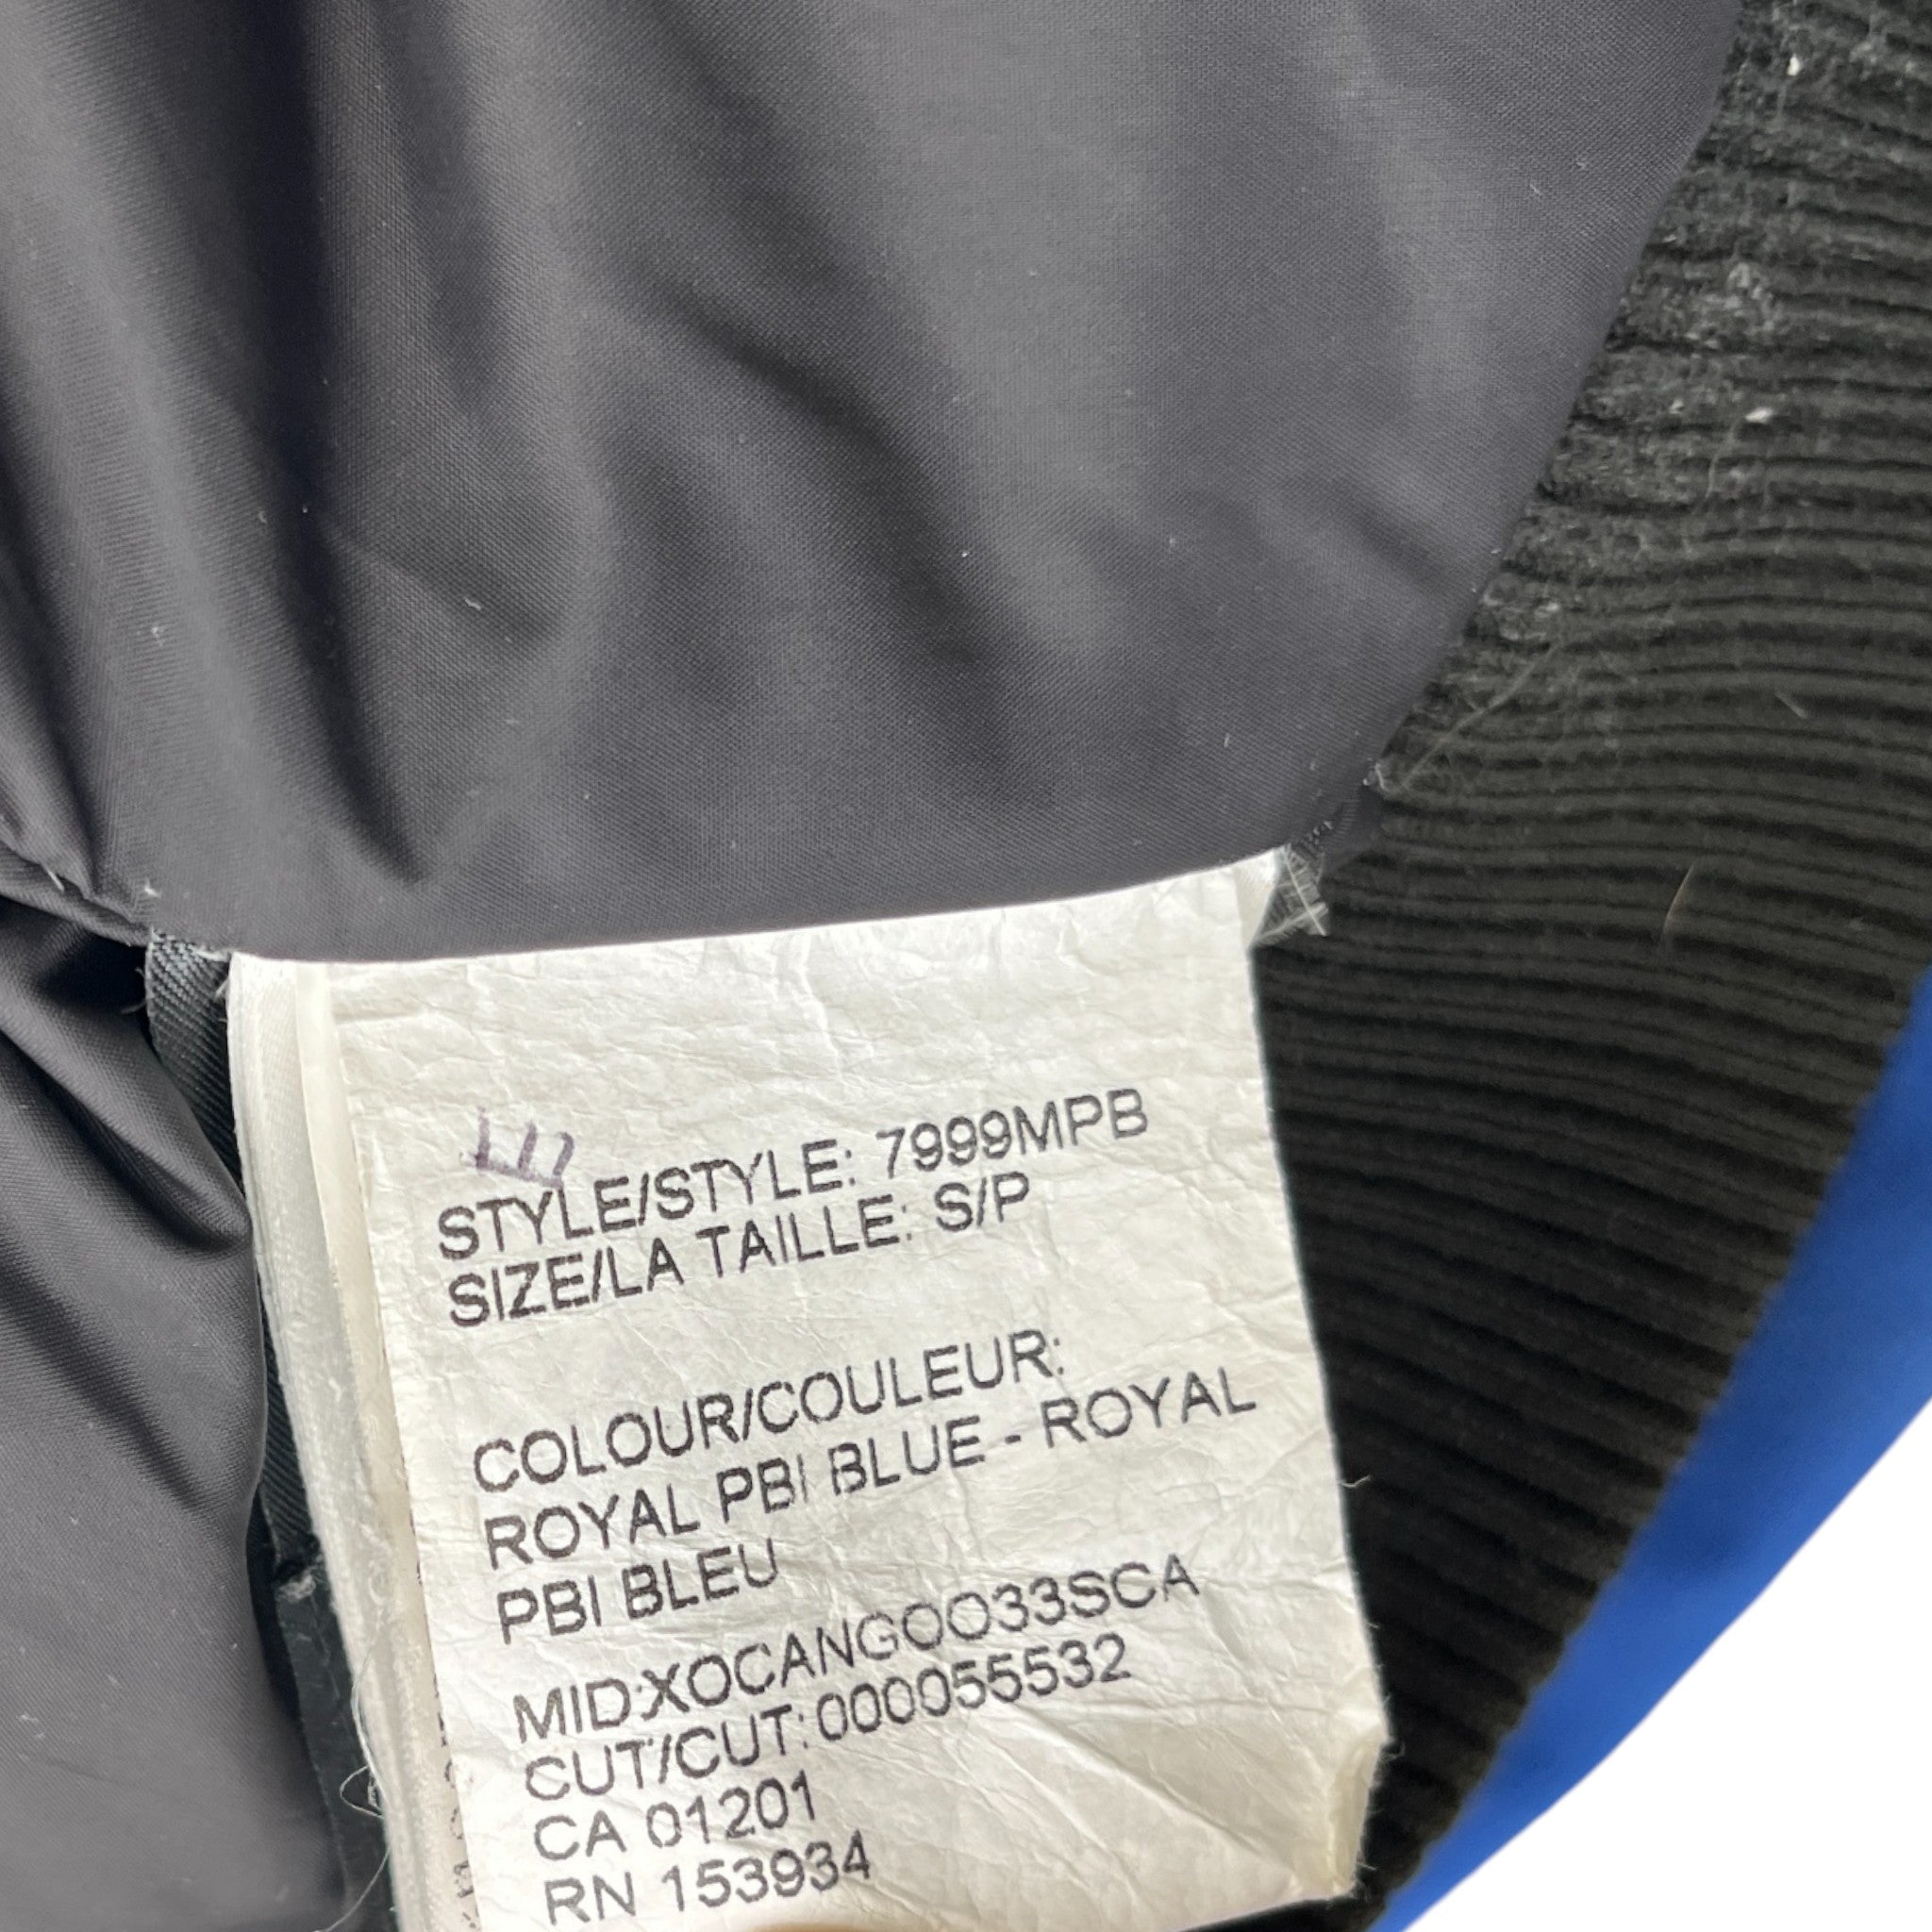 STYLE/STYLE: 7999MPB
SIZE/LA TAILLE: S/P
COLOUR/COULEUR:
ROYAL PBI BLUE - ROYAL
PBI BLEU
MID:XOCANGOO33SCA
CUT/CUT:000055532
CA 01201
RN 153934